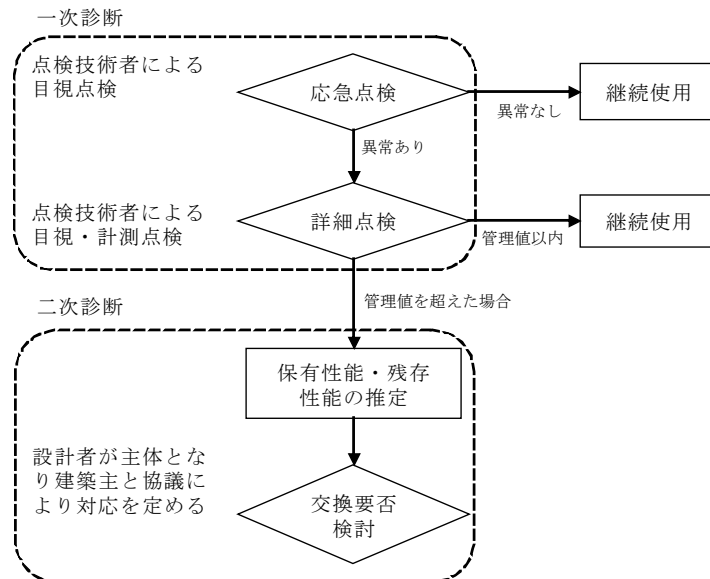 一次診断
点検技術者による
目視点検
応急点検
異常なし
継続使用
異常あり
点検技術者による
目視・計測点検
詳細点検
管理値以内
継続使用
管理値を超えた場合
二次診断
保有性能・残存
性能の推定
設計者が主体とな
り建築主と協議に
より対応を定める
交換要否
検討